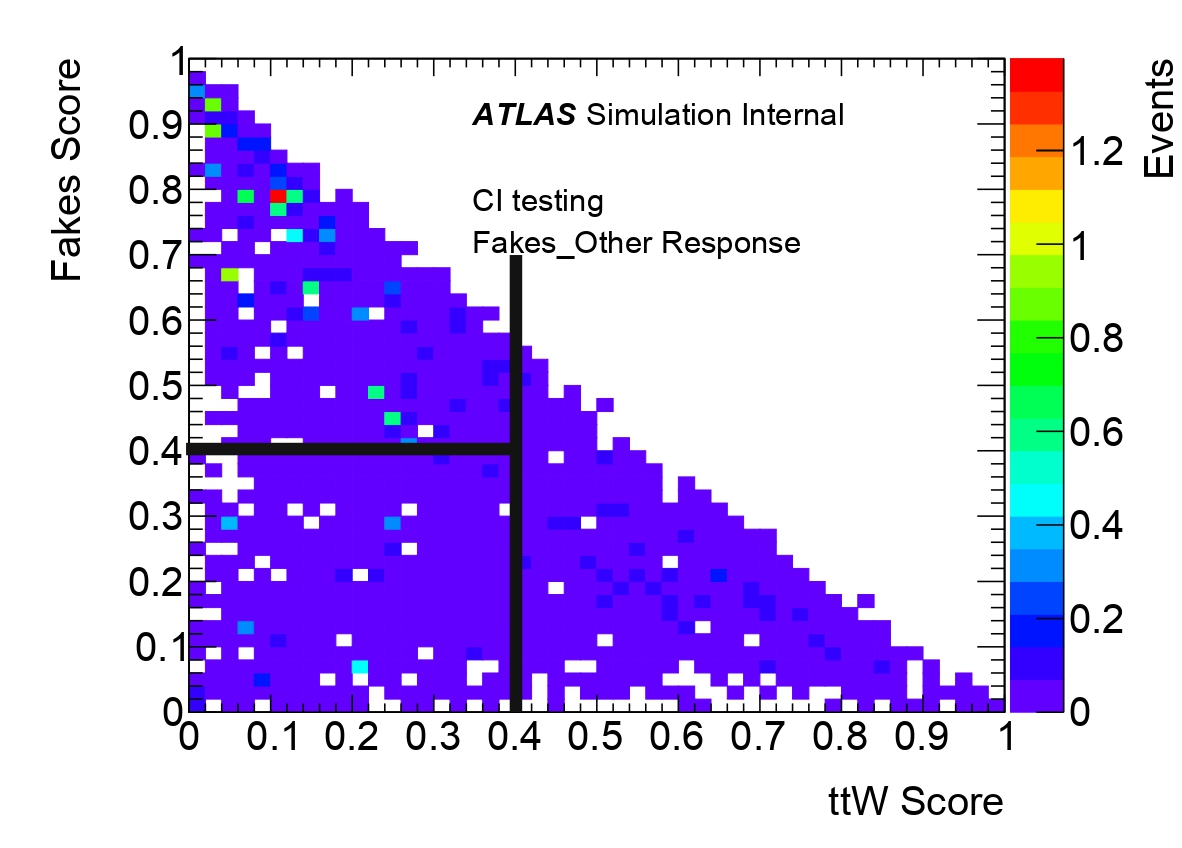 Fakes Score
1
0.9
0.8
0.7
0.6
0.5
0.4
0.3
0.2
0.1
0
ATLAS Simulation Internal
CI testing
Fakes_Other Response
0 0.1 0.2 0.3 0.4 0.5 0.6 0.7 0.8 0.9 1
ttW Score
Events
1.2
1
0.8
0.6
0.4
0.2
0